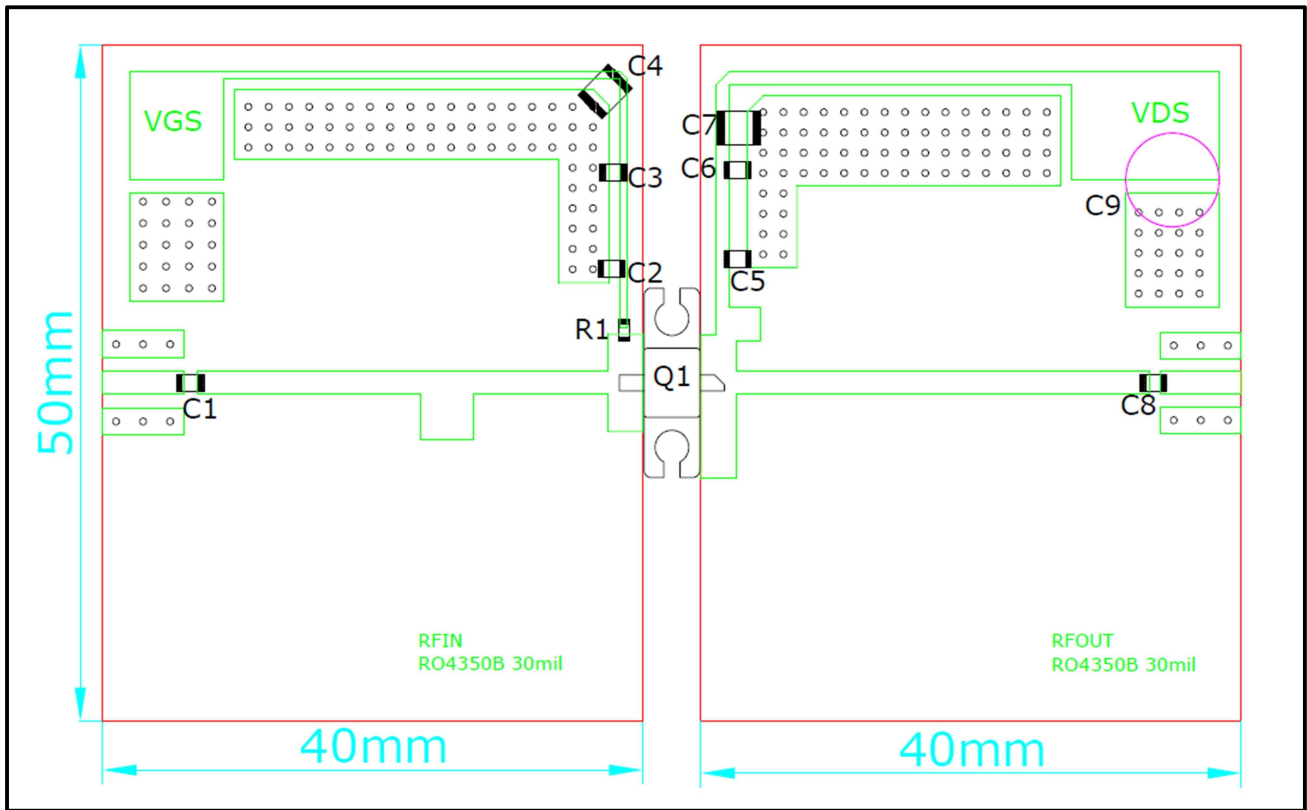 C4
VGS
C7
VDS
C6
C3
C9
C2
C5
R1
Q1
C1
C8
50mm
RFIN
RO4350B 30mil
RFOUT
RO4350B 30mil
40mm
40mm